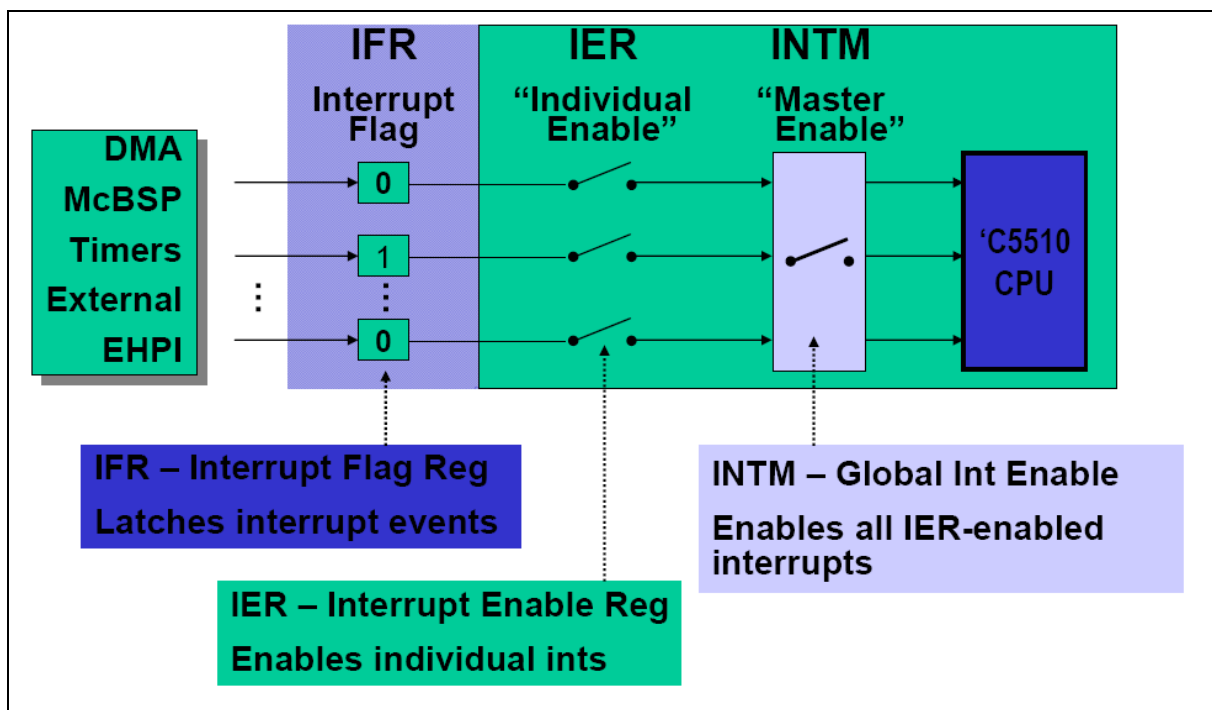 IFR
IER
INTM
Interrupt
Flag
“Individual
Enable”
“Master
Enable”
DMA
McBSP
Timers
External
EHPI
0
1
0
‘C5510
CPU
IFR – Interrupt Flag Reg
Latches interrupt events
INTM – Global Int Enable
Enables all IER-enabled
interrupts
IER – Interrupt Enable Reg
Enables individual ints